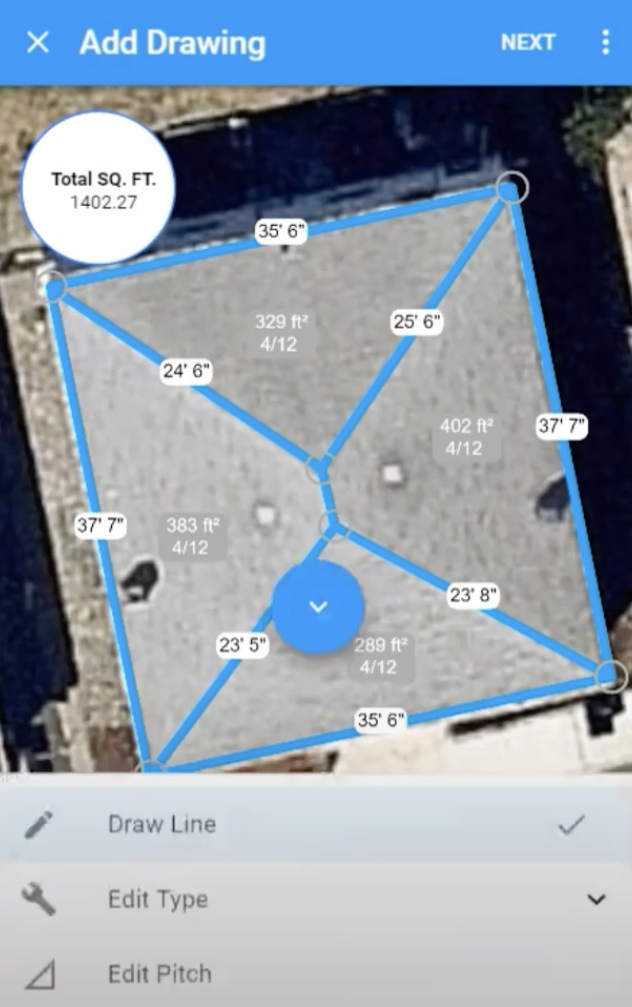 Add Drawing
NEXT
Total SQ. FT.
1402.27
35' 6"
329 ft²
4/12
25' 6"
24' 6"
402 ft²
4/12
37' 7"
37' 7"
383 ft²
4/12
23' 8"
23' 5"
289 ft²
4/12
35' 6"
Draw Line
Edit Type
Edit Pitch